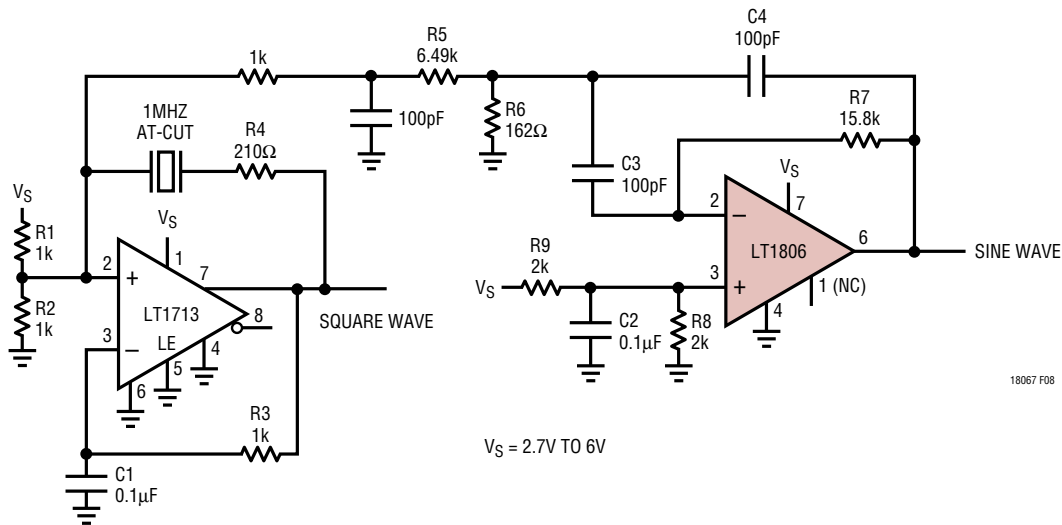 C4
100pF
R5
6.49k
1k
R7
15.8k
1MHZ
AT-CUT
R4
210Ω
100pF
R6
162Ω
C3
100pF
VS
VS
VS
R1
1k
1
2
7
2
7
+
–
LT1806
6
SINE WAVE
R9
2k
3
1 (NC)
+
VS
R2
1k
LT1713
8
SQUARE WAVE
3
–
LE
4
C2
0.1µF
R8
2k
4
5
6
18067 F08
R3
1k
VS = 2.7V TO 6V
C1
0.1µF